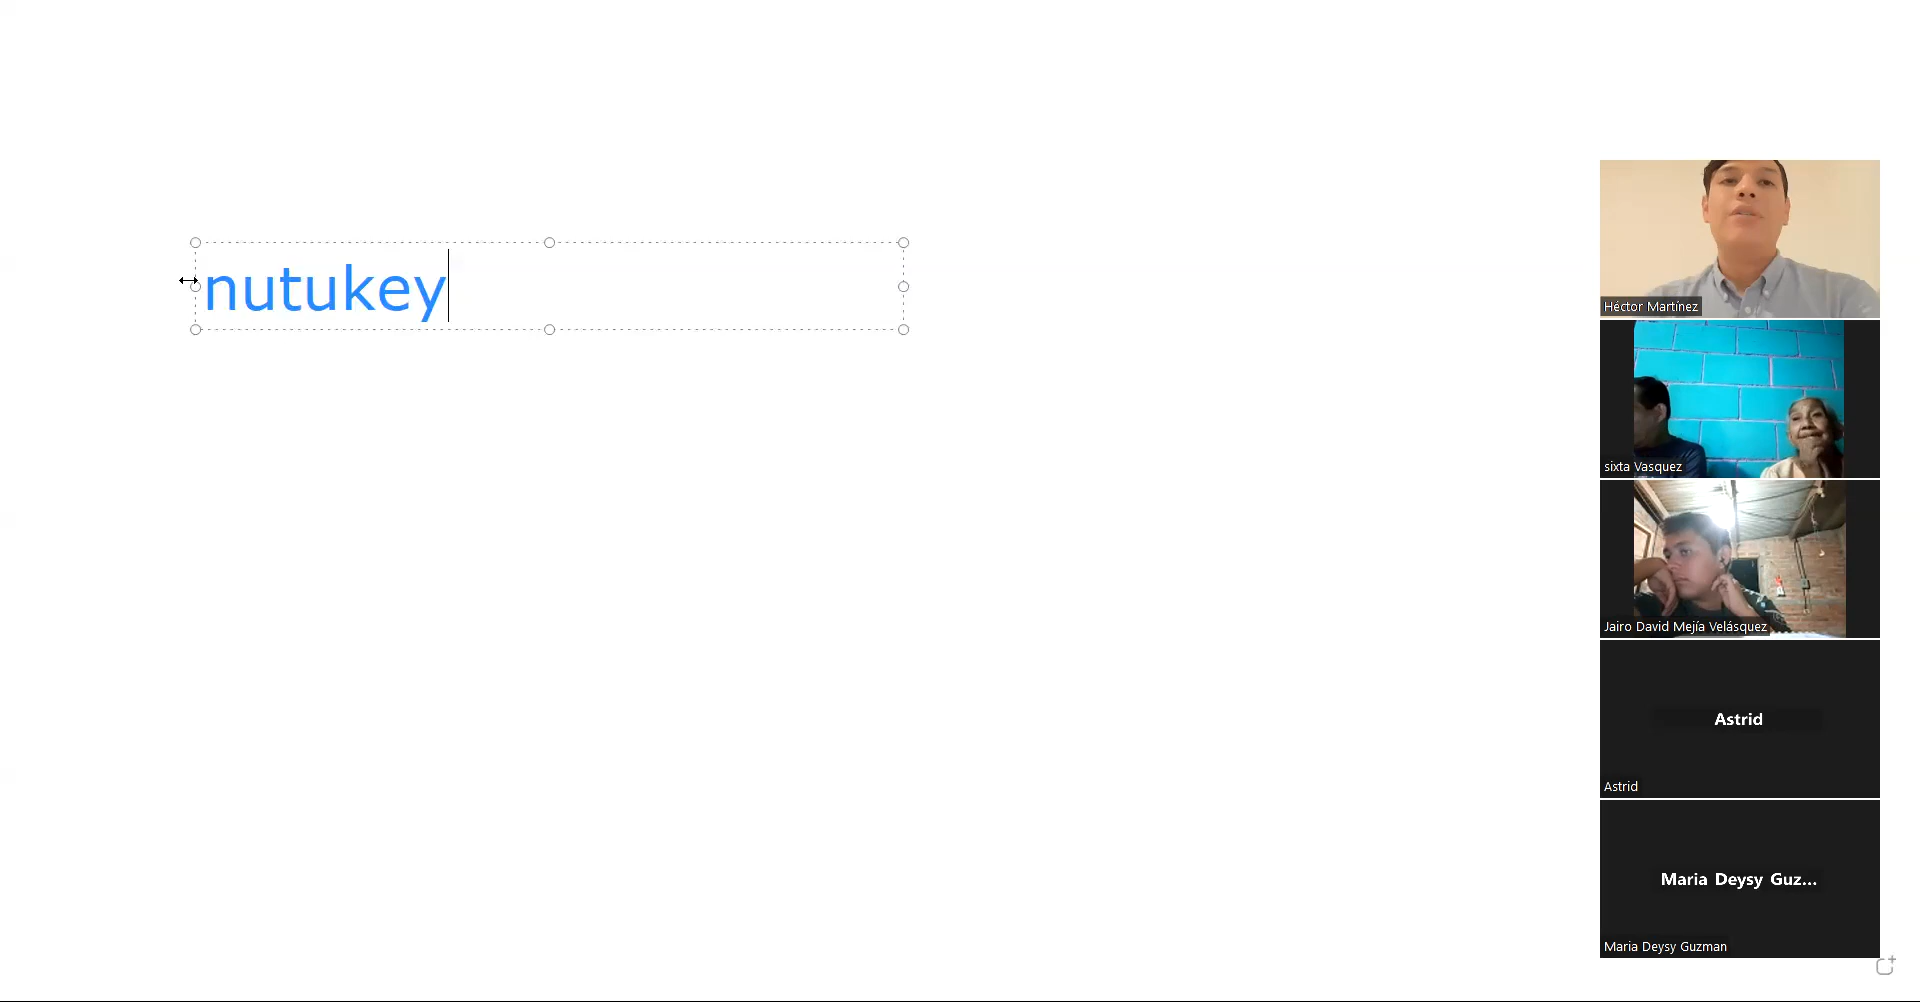 nutukey
Héctor Martínez
sixta Vasquez
Jairo David Mejía Velásquez
Astrid
Astrid
Maria Deysy Guz...
Maria Deysy Guzman